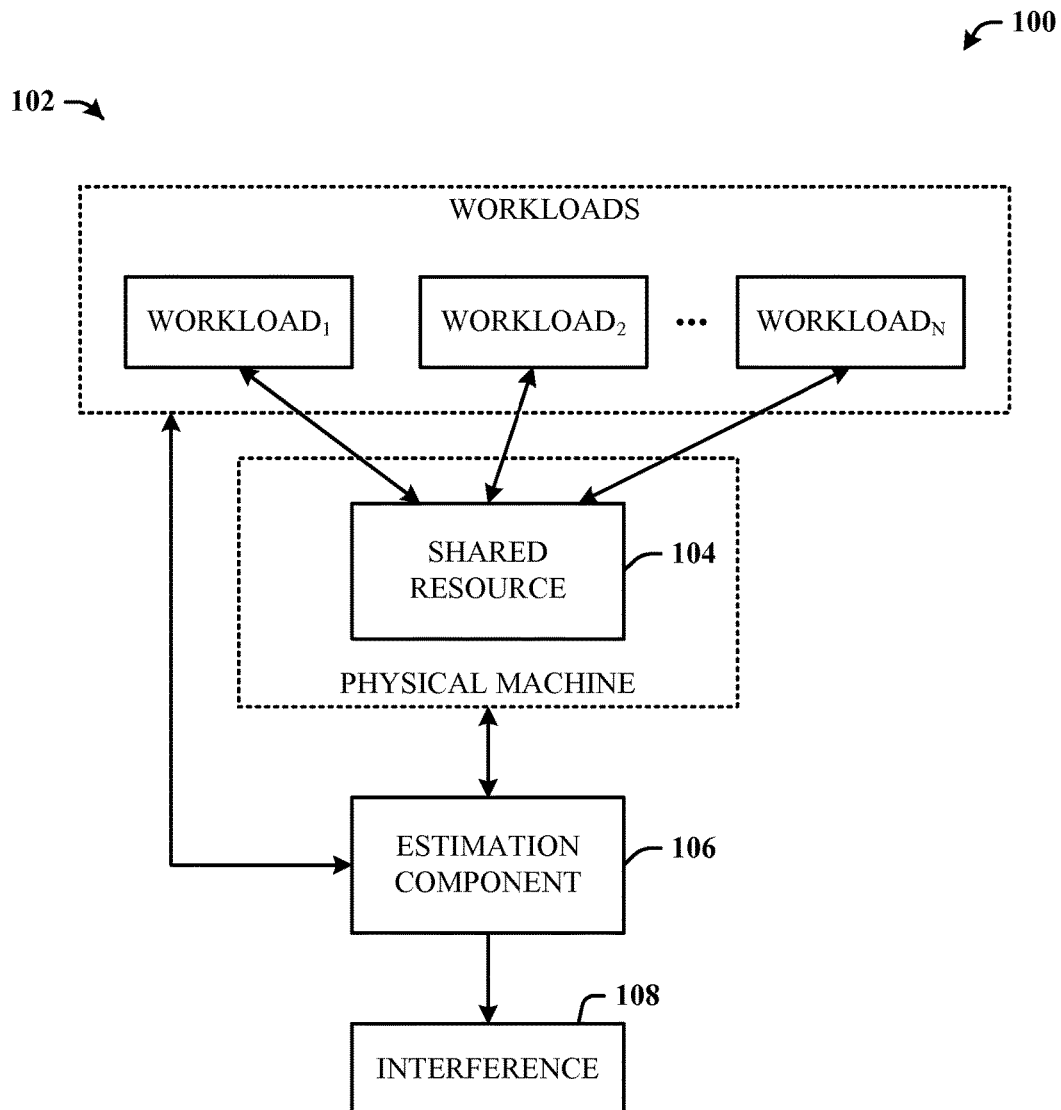 100
102
WORKLOADS
WORKLOAD₁ WORKLOAD₂ ••• WORKLOADN
SHARED
RESOURCE
104
PHYSICAL MACHINE
ESTIMATION
COMPONENT
106
108
INTERFERENCE